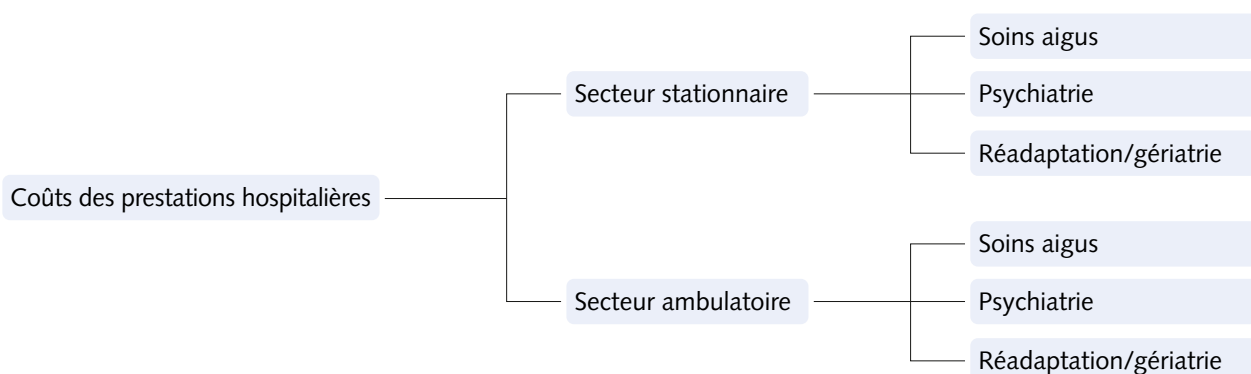 Coûts des prestations hospitalières
Secteur stationnaire
Soins aigus
Psychiatrie
Réadaptation/gériatrie
Secteur ambulatoire
Soins aigus
Psychiatrie
Réadaptation/gériatrie